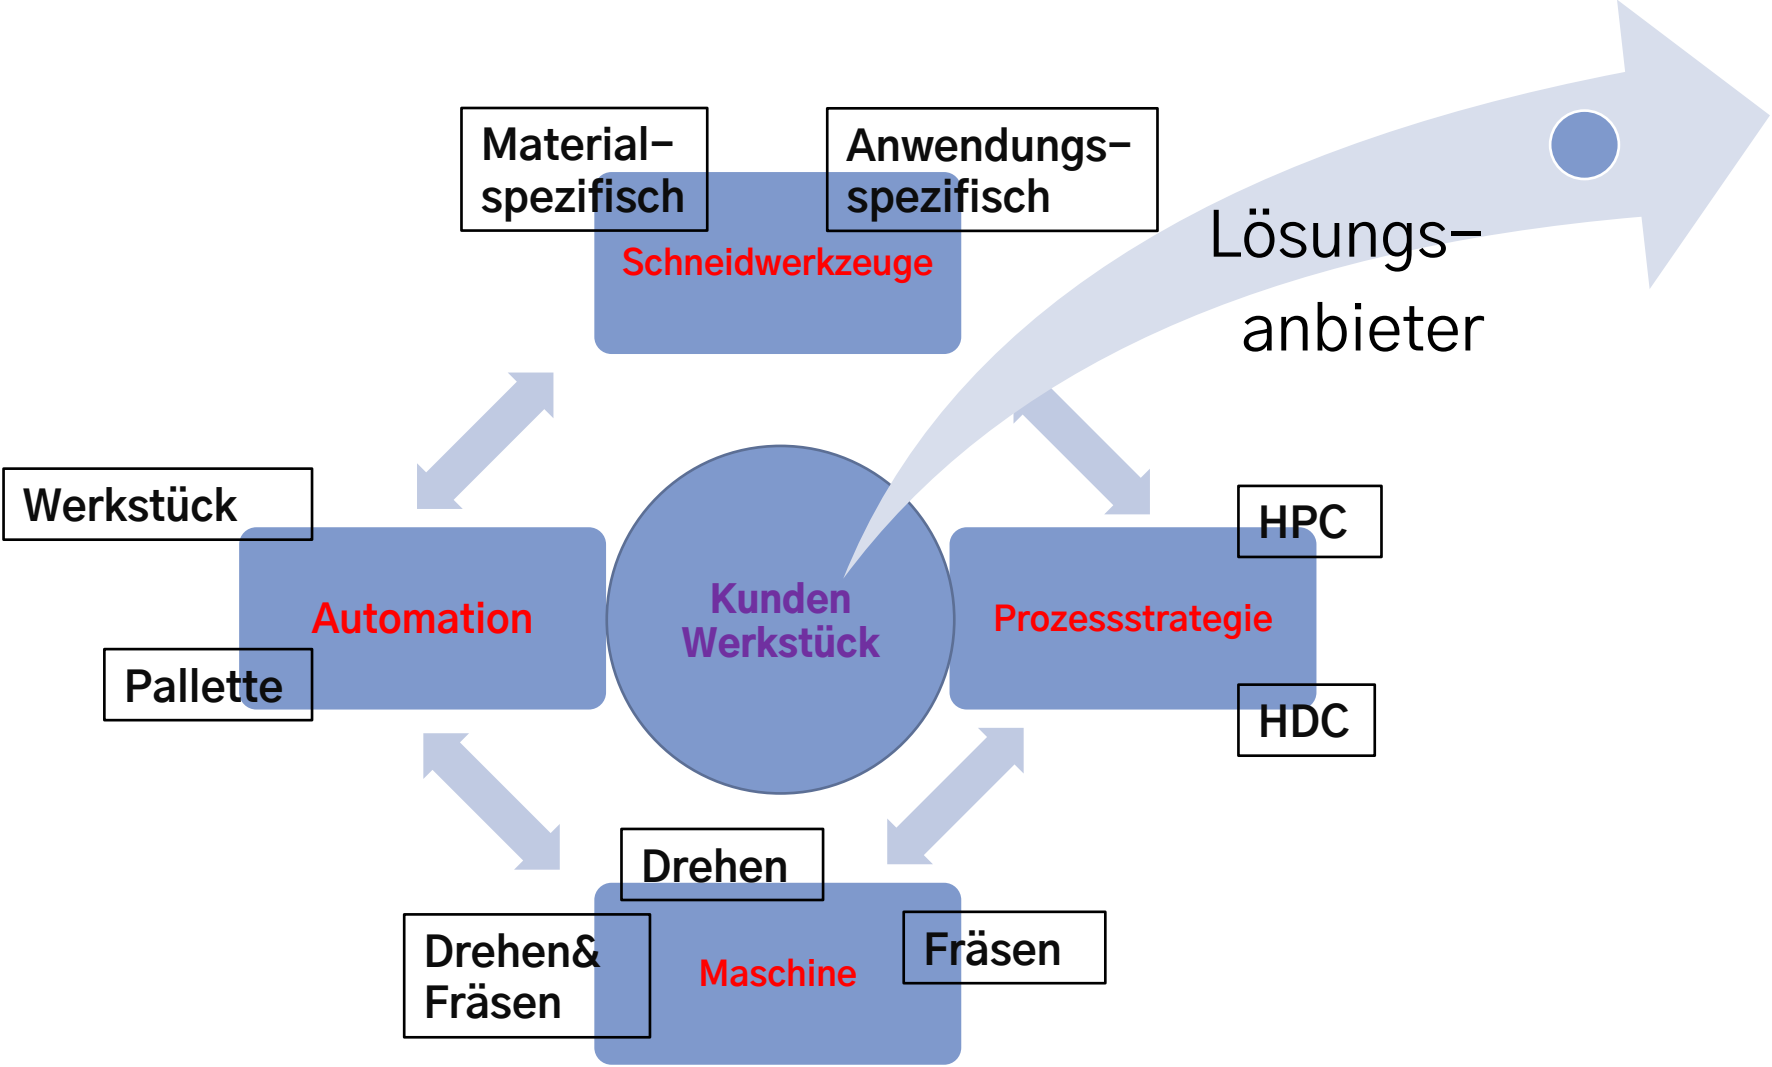 Material-
spezifisch
Anwendungs-
spezifisch
Schneidwerkzeuge
Lösungs-
anbieter
Werkstück
Automation
Pallette
Kunden
Werkstück
HPC
Prozessstrategie
HDC
Drehen
Drehen&
Fräsen
Maschine
Fräsen